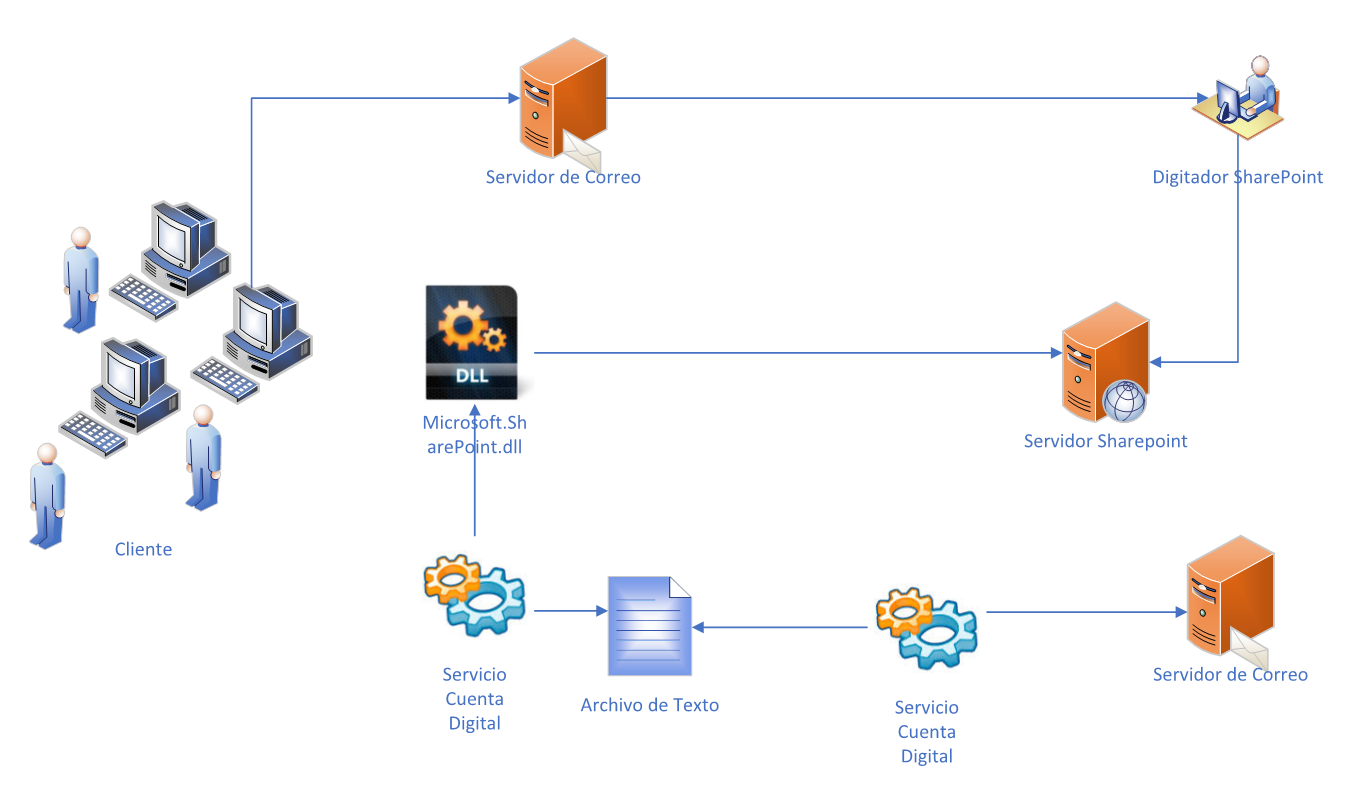 Servidor de Correo
Digitador SharePoint
DLL
Microsoft.Sh
arePoint.dll
Servidor Sharepoint
Cliente
Servicio
Cuenta
Digital
Archivo de Texto
Servicio
Cuenta
Digital
Servidor de Correo